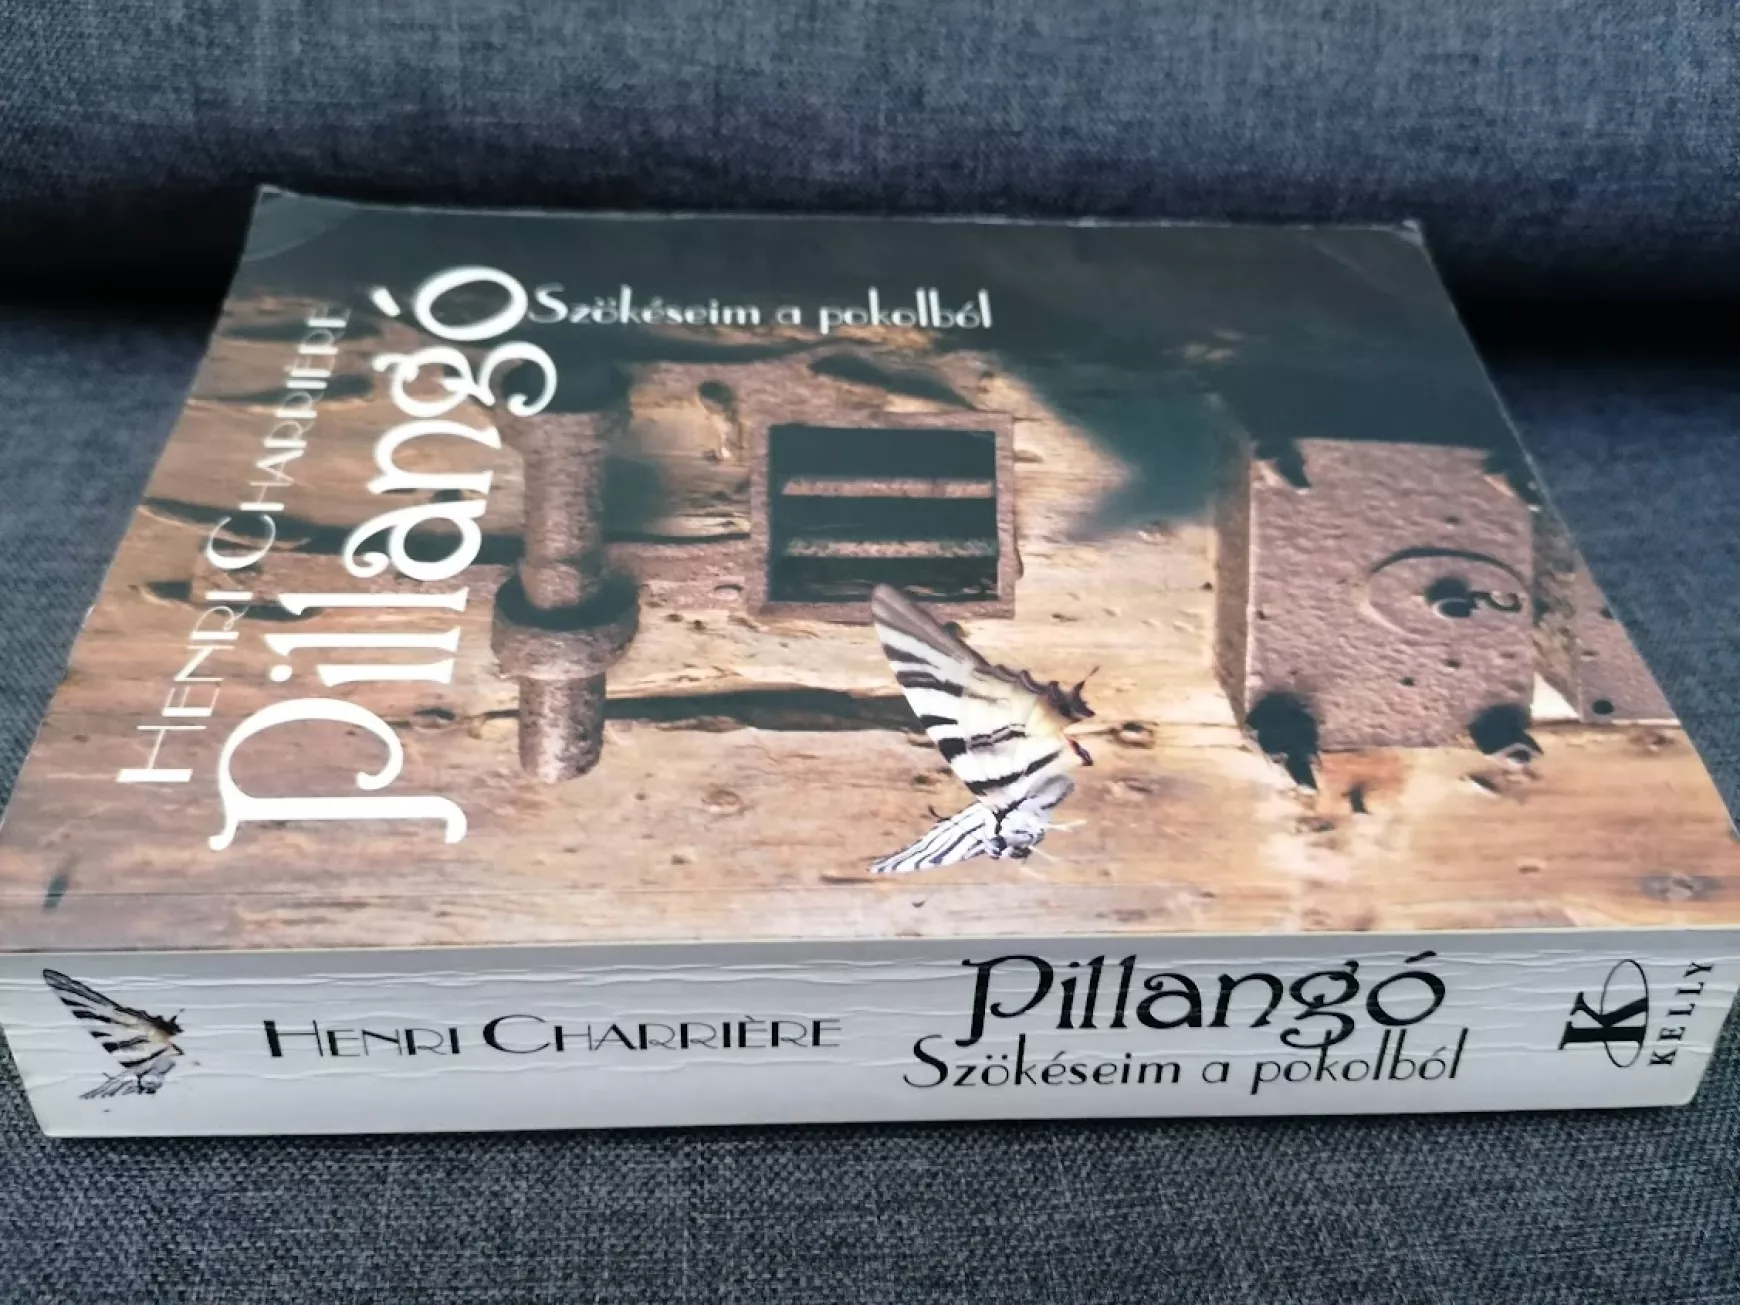 HENRI CHARRIÈRE
Pillangó
Szökéseim a pokolból
HENRI CHARRIÈRE
Pillangó
Szökéseim a pokolból
K
KELLY